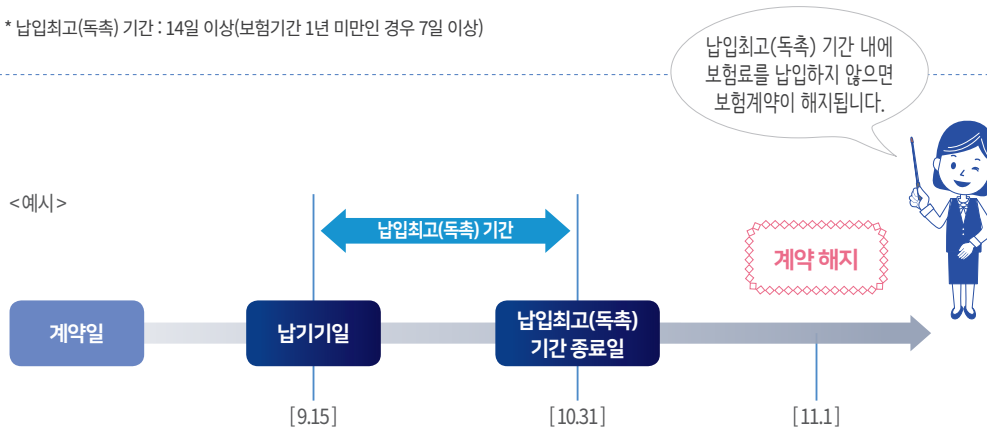 * 납입최고(독촉) 기간 : 14일 이상(보험기간 1년 미만인 경우 7일 이상)
납입최고(독촉) 기간 내에
보험료를 납입하지 않으면
보험계약이 해지됩니다.
<예시>
납입최고(독촉) 기간
계약 해지
계약일
납기기일
납입최고(독촉)
기간 종료일
[9.15]
[10.31]
[11.1]